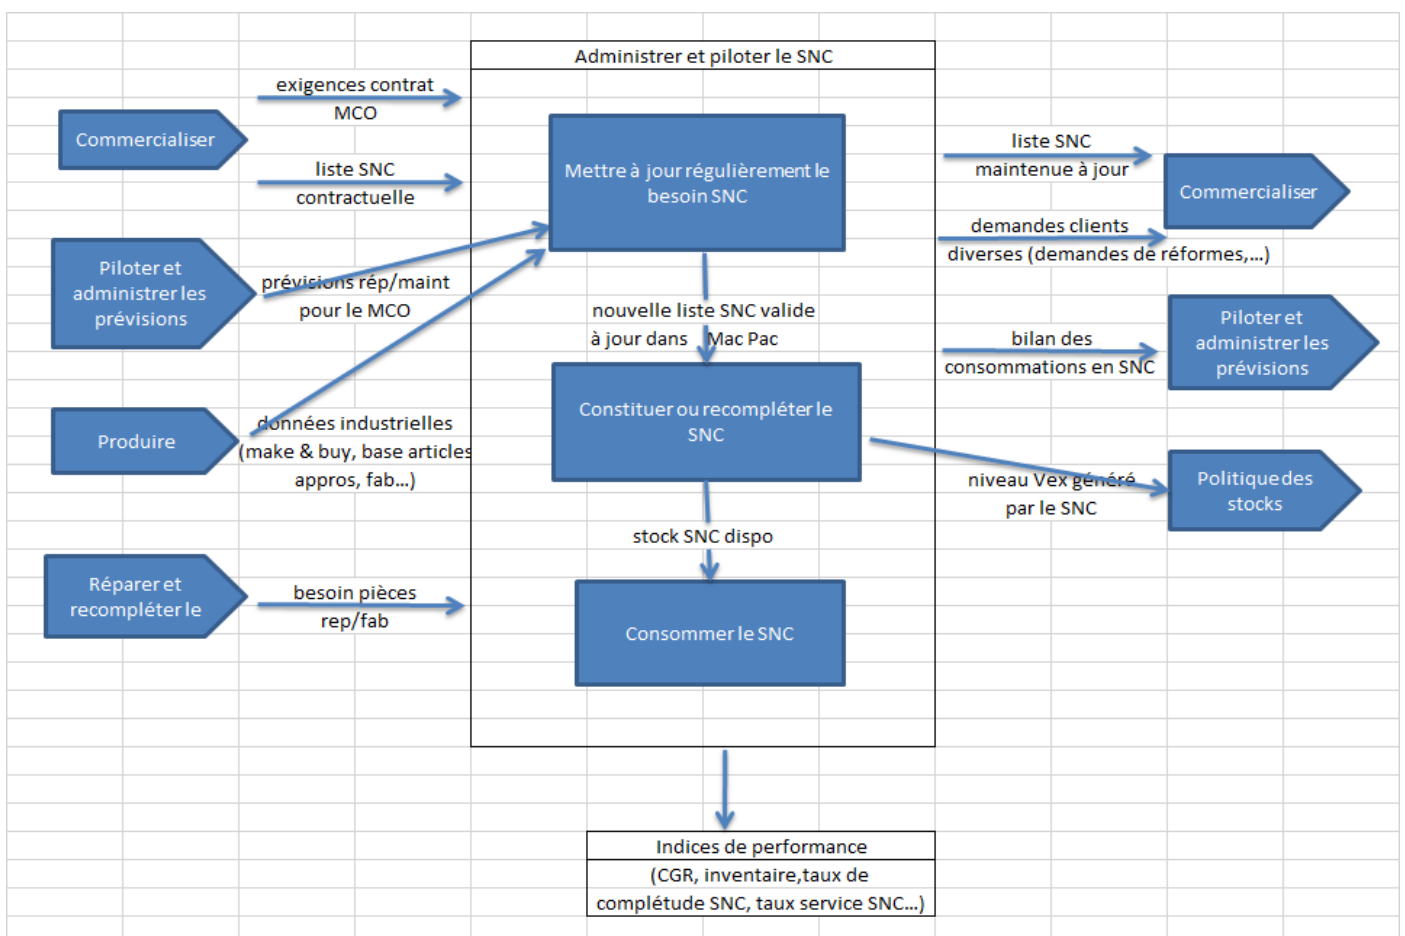 Administrer et piloter le SNC
exigences contrat
MCO
Commercialiser
liste SNC
contractuelle
Piloter et
administrer les
prévisions
prévisions rép/maint
pour le MCO
Produire
données industrielles
(make & buy, base articles
appros, fab...)
Réparer et
recompléter le
besoin pièces
rep/fab
Mettre à jour régulièrement le
besoin SNC
nouvelle liste SNC valide
à jour dans Mac Pac
Constituer ou recompléter le
SNC
stock SNC dispo
Consommer le SNC
liste SNC
maintenue à jour
Commercialiser
demandes clients
diverses (demandes de réformes,...)
Piloter et
administrer les
prévisions
bilan des
consommations en SNC
niveau Vex généré
par le SNC
Politique des
stocks
Indices de performance
(CGR, inventaire,taux de
complétude SNC, taux service SNC...)